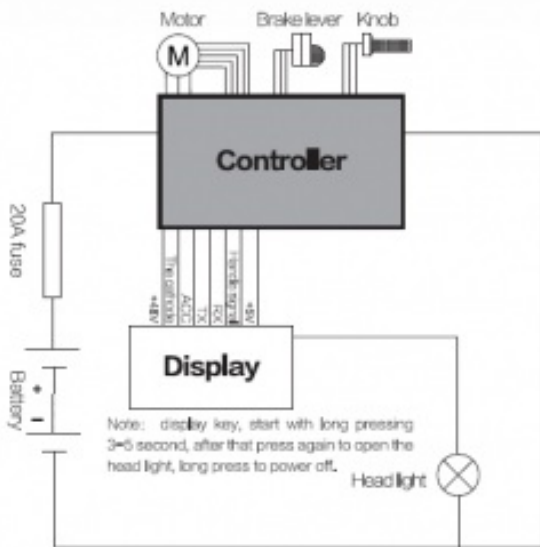 Motor
Brake lever
Knob
M
Controller
20A fuse
+48V
The cathode
ACC
TX
RX
Handle signal
+5V
Display
Battery
+
-
Note: display key, start with long pressing
3-5 second, after that press again to open the
head light, long press to power off.
Head light